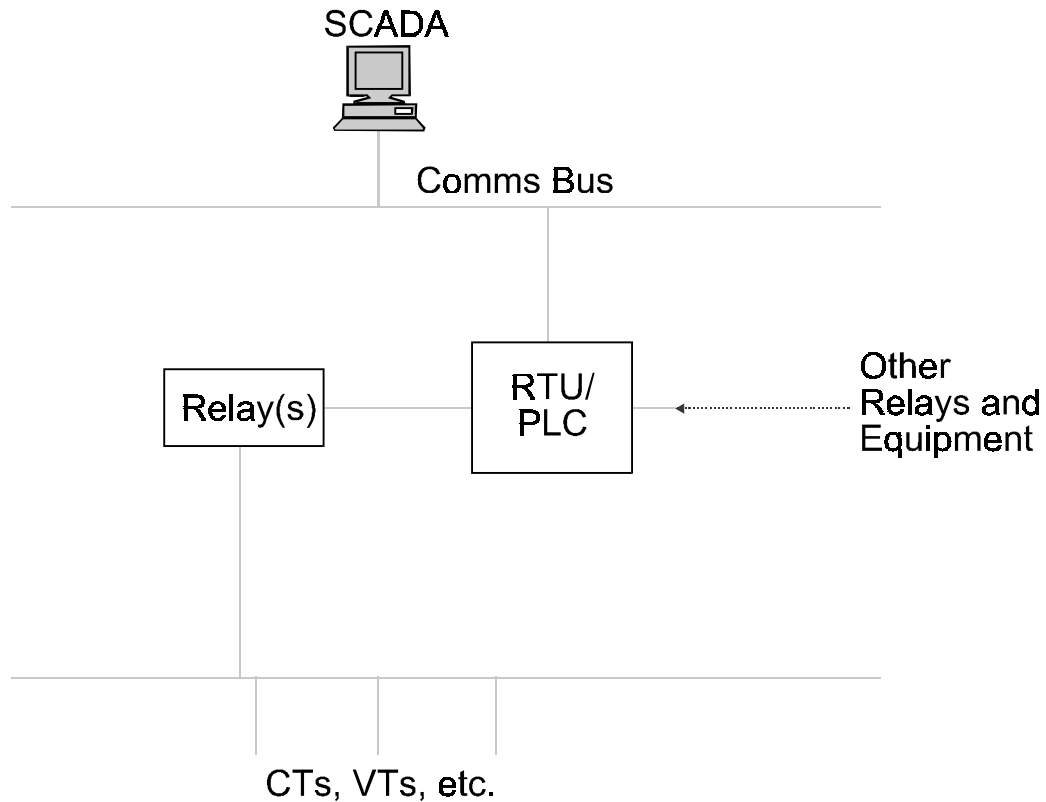 SCADA
Comms Bus
Relay(s)
RTU/
PLC
Other
Relays and
Equipment
CTs, VTs, etc.